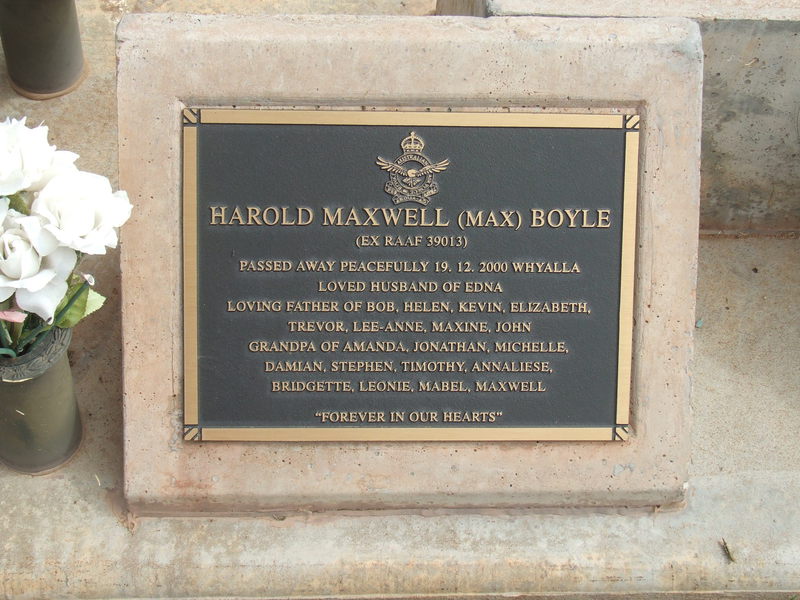 AUSTRALIAN
HAROLD MAXWELL (MAX) BOYLE
(EX RAAF 39013)
PASSED AWAY PEACEFULLY 19. 12. 2000 WHYALLA
LOVED HUSBAND OF EDNA
LOVING FATHER OF BOB, HELEN, KEVIN, ELIZABETH,
TREVOR, LEE-ANNE, MAXINE, JOHN
GRANDPA OF AMANDA, JONATHAN, MICHELLE,
DAMIAN, STEPHEN, TIMOTHY, ANNALIESE,
BRIDGETTE, LEONIE, MABEL, MAXWELL
“FOREVER IN OUR HEARTS”